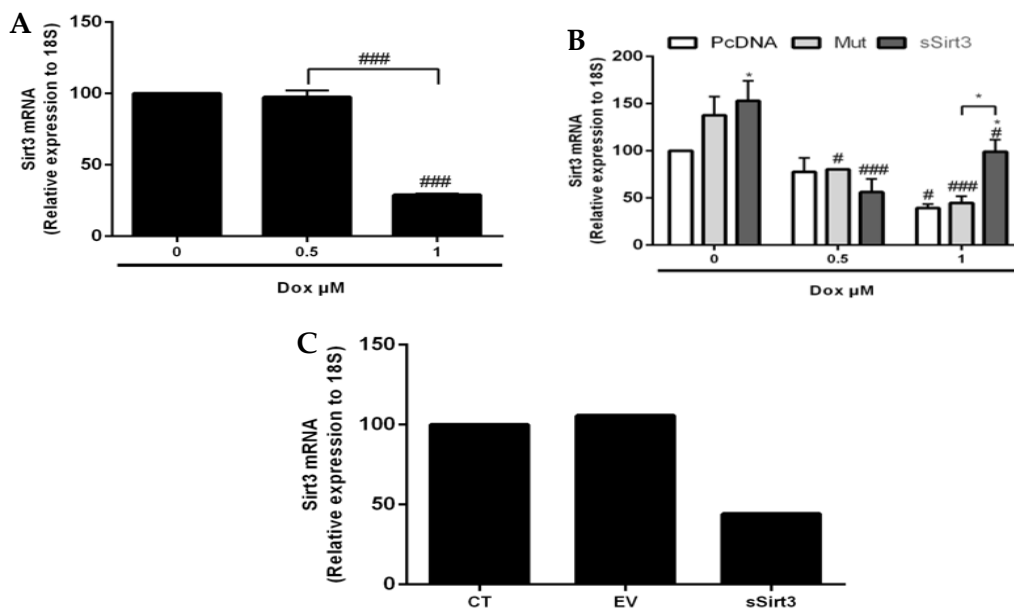 A
Sirt3 mRNA
(Relative expression to 18S)
150
100
50
0
###
###
0
0.5
1
Dox µM
B
PcDNA
Mut
sSirt3
Sirt3 mRNA
(Relative expression to 18S)
200
150
100
50
0
*
#
###
#
###
*
*
#
0
0.5
1
Dox µM
C
Sirt3 mRNA
(Relative expression to 18S)
150
100
50
0
CT
EV
sSirt3